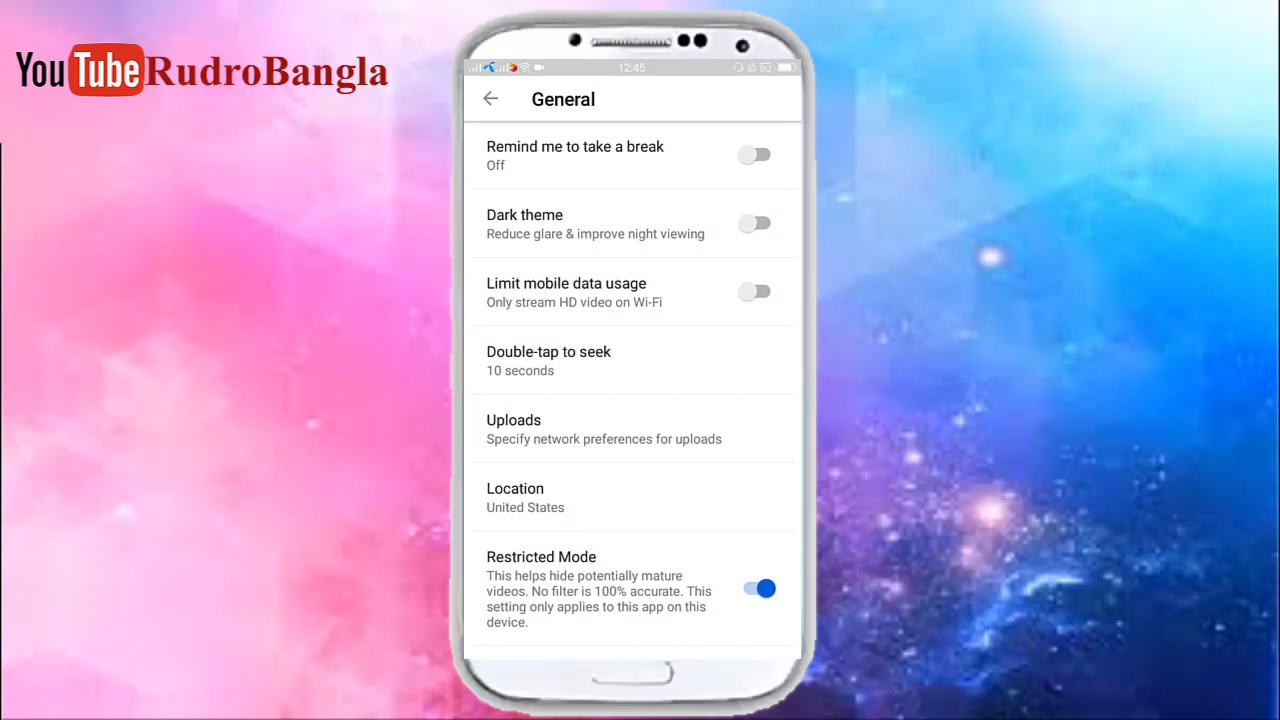 YouTube RudroBangla
12:45
General
Remind me to take a break
Off
Dark theme
Reduce glare & improve night viewing
Limit mobile data usage
Only stream HD video on Wi-Fi
Double-tap to seek
10 seconds
Uploads
Specify network preferences for uploads
Location
United States
Restricted Mode
This helps hide potentially mature
videos. No filter is 100% accurate. This
setting only applies to this app on this
device.